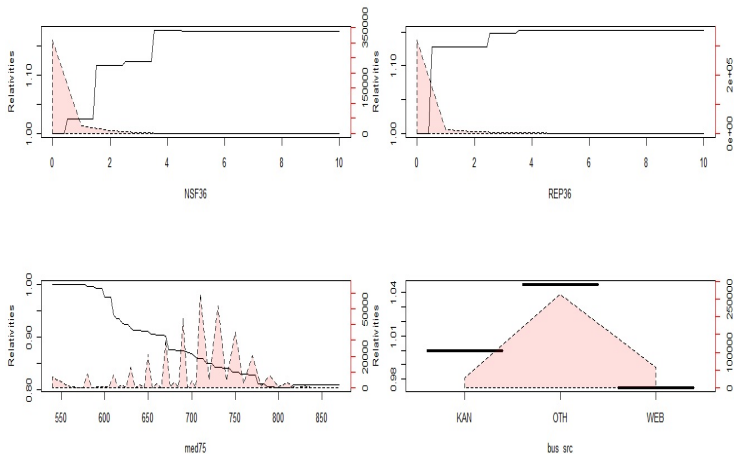 Relativities
1.00 1.10
0 150000 350000
0 2 4 6 8 10
NSF36
Relativities
1.00 1.10
0e+00 2e+05
0 2 4 6 8 10
REP36
Relativities
0.80 0.90 1.00
0 20000 50000
550 600 650 700 750 800 850
med75
Relativities
0.98 1.01 1.04
0 100000 250000
KAN OTH WEB
bus_src